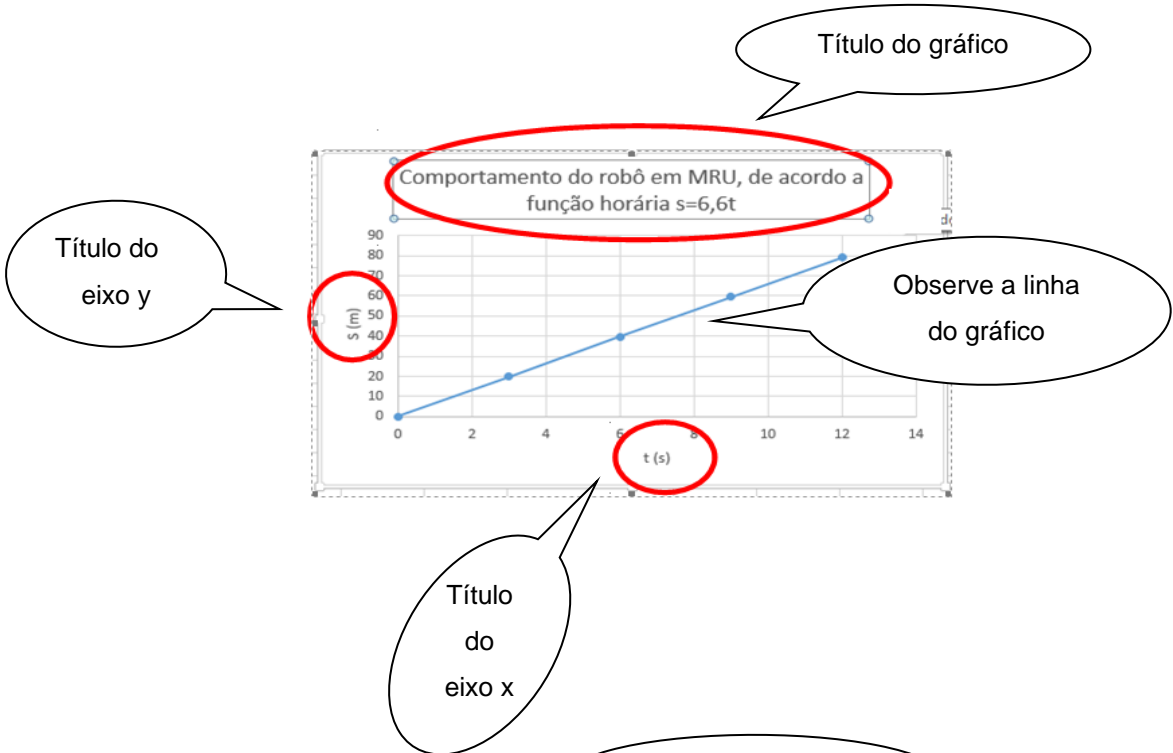 Título do gráfico
Comportamento do robô em MRU, de acordo a
função horária s=6,6t
Título do
eixo y
S (m)
90
80
70
60
50
40
30
20
10
0
Observe a linha
do gráfico
0 2 4 6 8 10 12 14
t (s)
Título
do
eixo x